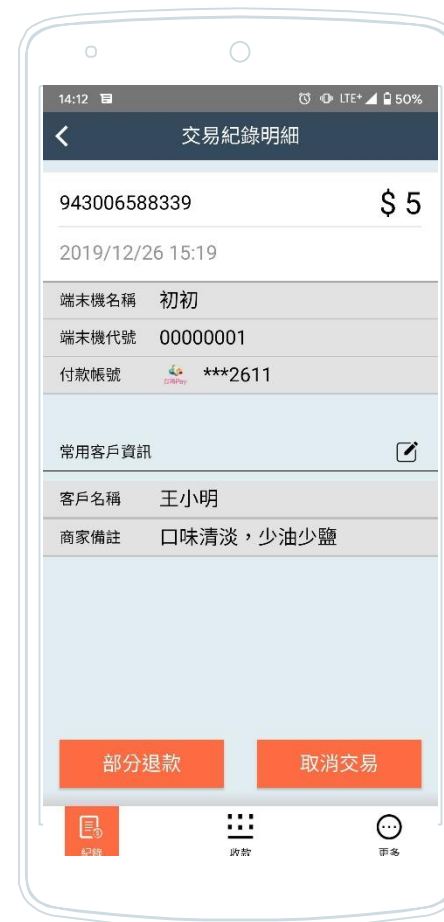 14:12 LTE+ 50%
交易紀錄明細
943006588339 $ 5
2019/12/26 15:19
端末機名稱 初初
端末機代號 00000001
付款帳號 台灣Pay ***2611
常用客戶資訊
客戶名稱 王小明
商家備註 口味清淡，少油少鹽
部分退款 取消交易
紀錄 收款 更多